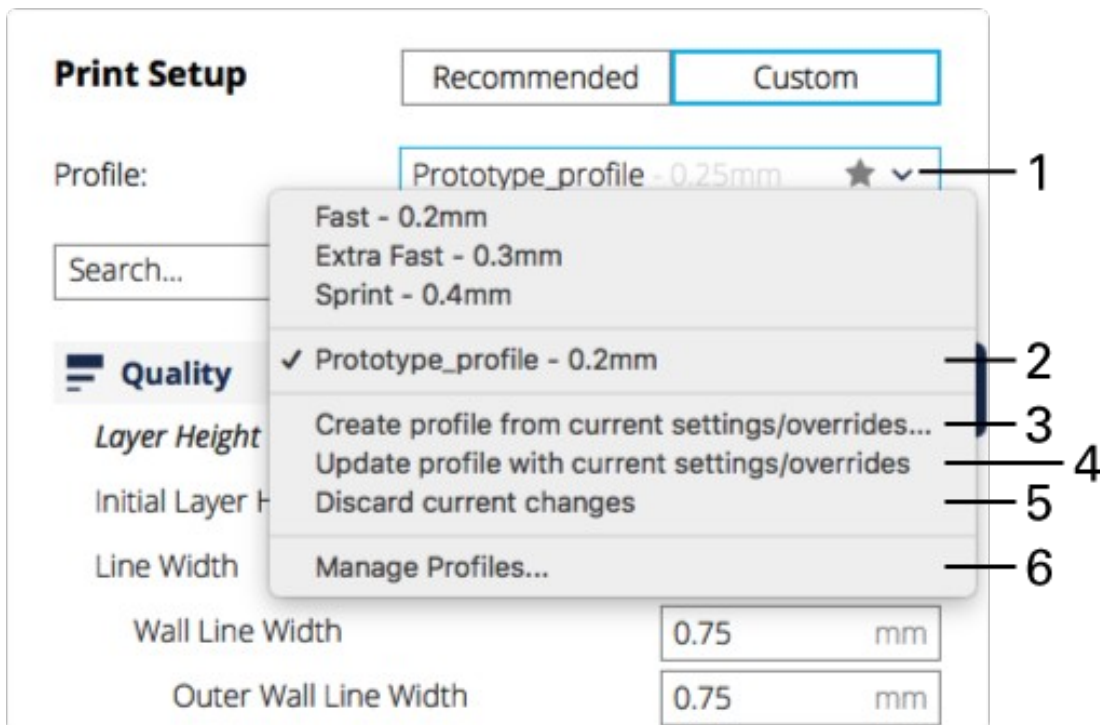 Print Setup
Recommended
Custom
Profile:
Prototype_profile - 0.25mm
1
Fast - 0.2mm
Extra Fast - 0.3mm
Search...
Sprint - 0.4mm
Quality
✓ Prototype_profile - 0.2mm
2
Layer Height
Create profile from current settings/overrides...
3
Update profile with current settings/overrides
4
Initial Layer H
Discard current changes
5
Line Width
Manage Profiles...
6
Wall Line Width
0.75 mm
Outer Wall Line Width
0.75 mm